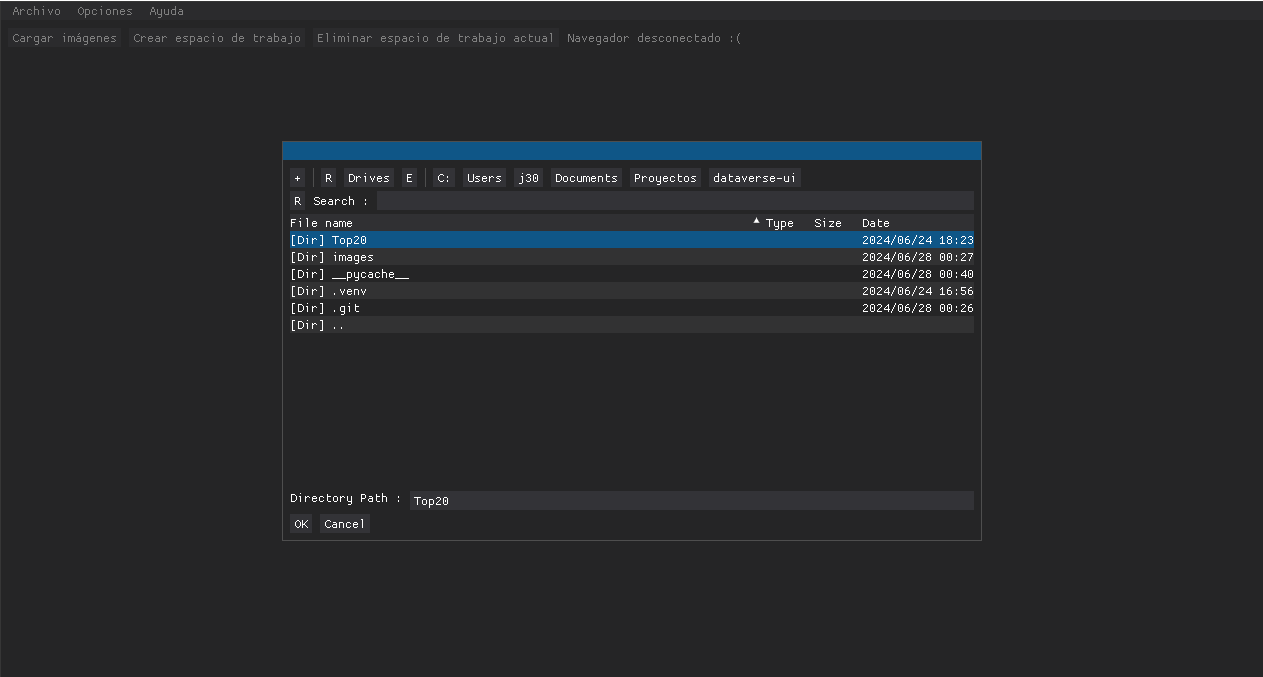 Archivo Opciones Ayuda
Cargar imágenes Crear espacio de trabajo Eliminar espacio de trabajo actual Navegador desconectado :(
+ R Drives E C: Users j30 Documents Proyectos dataverse-ui
R Search :
File name Type Size Date
[Dir] Top20 2024/06/24 18:23
[Dir] images 2024/06/28 00:27
[Dir] __pycache__ 2024/06/28 00:40
[Dir] .venv 2024/06/24 16:56
[Dir] .git 2024/06/28 00:26
[Dir] ..
Directory Path : Top20
OK Cancel